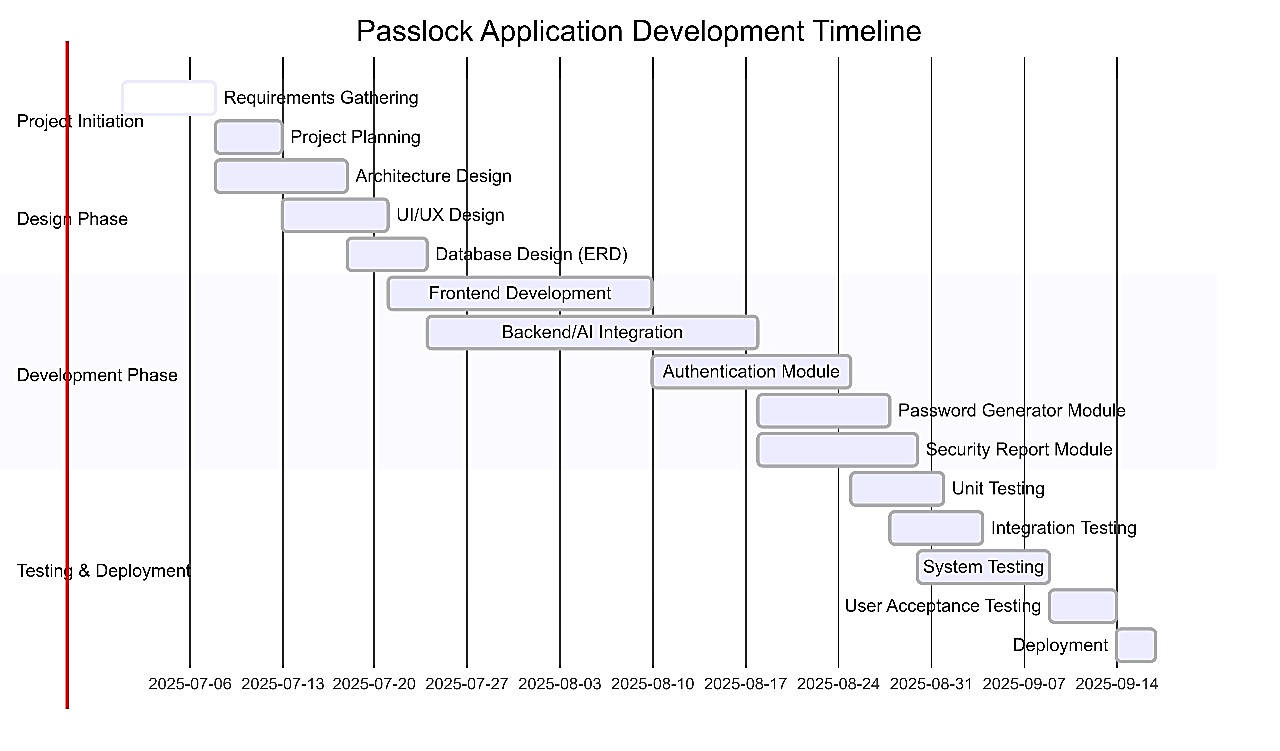 Passlock Application Development Timeline
Requirements Gathering
Project Initiation
Project Planning
Architecture Design
UI/UX Design
Design Phase
Database Design (ERD)
Frontend Development
Backend/AI Integration
Authentication Module
Development Phase
Password Generator Module
Security Report Module
Unit Testing
Integration Testing
System Testing
Testing & Deployment
User Acceptance Testing
Deployment
2025-07-06 2025-07-13 2025-07-20 2025-07-27 2025-08-03 2025-08-10 2025-08-17 2025-08-24 2025-08-31 2025-09-07 2025-09-14